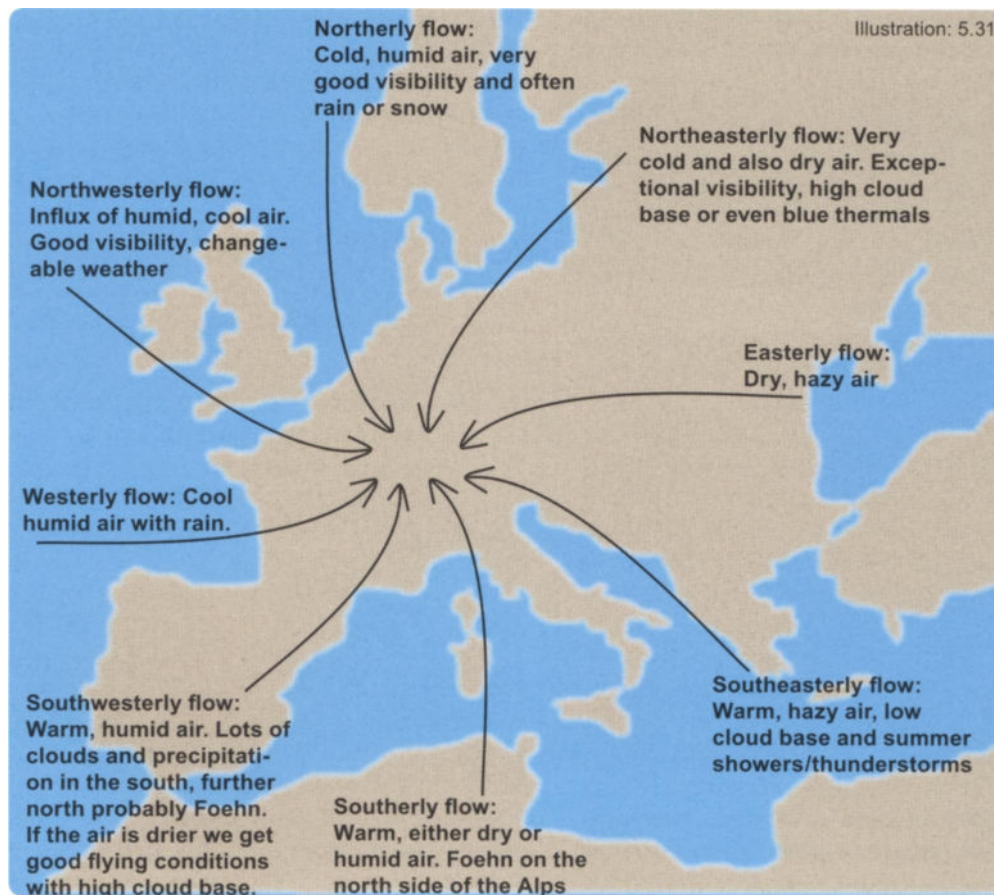 Illustration: 5.31
Northerly flow:
Cold, humid air, very
good visibility and often
rain or snow
Northeasterly flow: Very
cold and also dry air. Excep-
tional visibility, high cloud
base or even blue thermals
Northwesterly flow:
Influx of humid, cool air.
Good visibility, change-
able weather
Easterly flow:
Dry, hazy air
Westerly flow: Cool
humid air with rain.
Southwesterly flow:
Warm, humid air. Lots of
clouds and precipitati-
on in the south, further
north probably Foehn.
If the air is drier we get
good flying conditions
with high cloud base.
Southerly flow:
Warm, either dry or
humid air. Foehn on the
north side of the Alps
Southeasterly flow:
Warm, hazy air, low
cloud base and summer
showers/thunderstorms